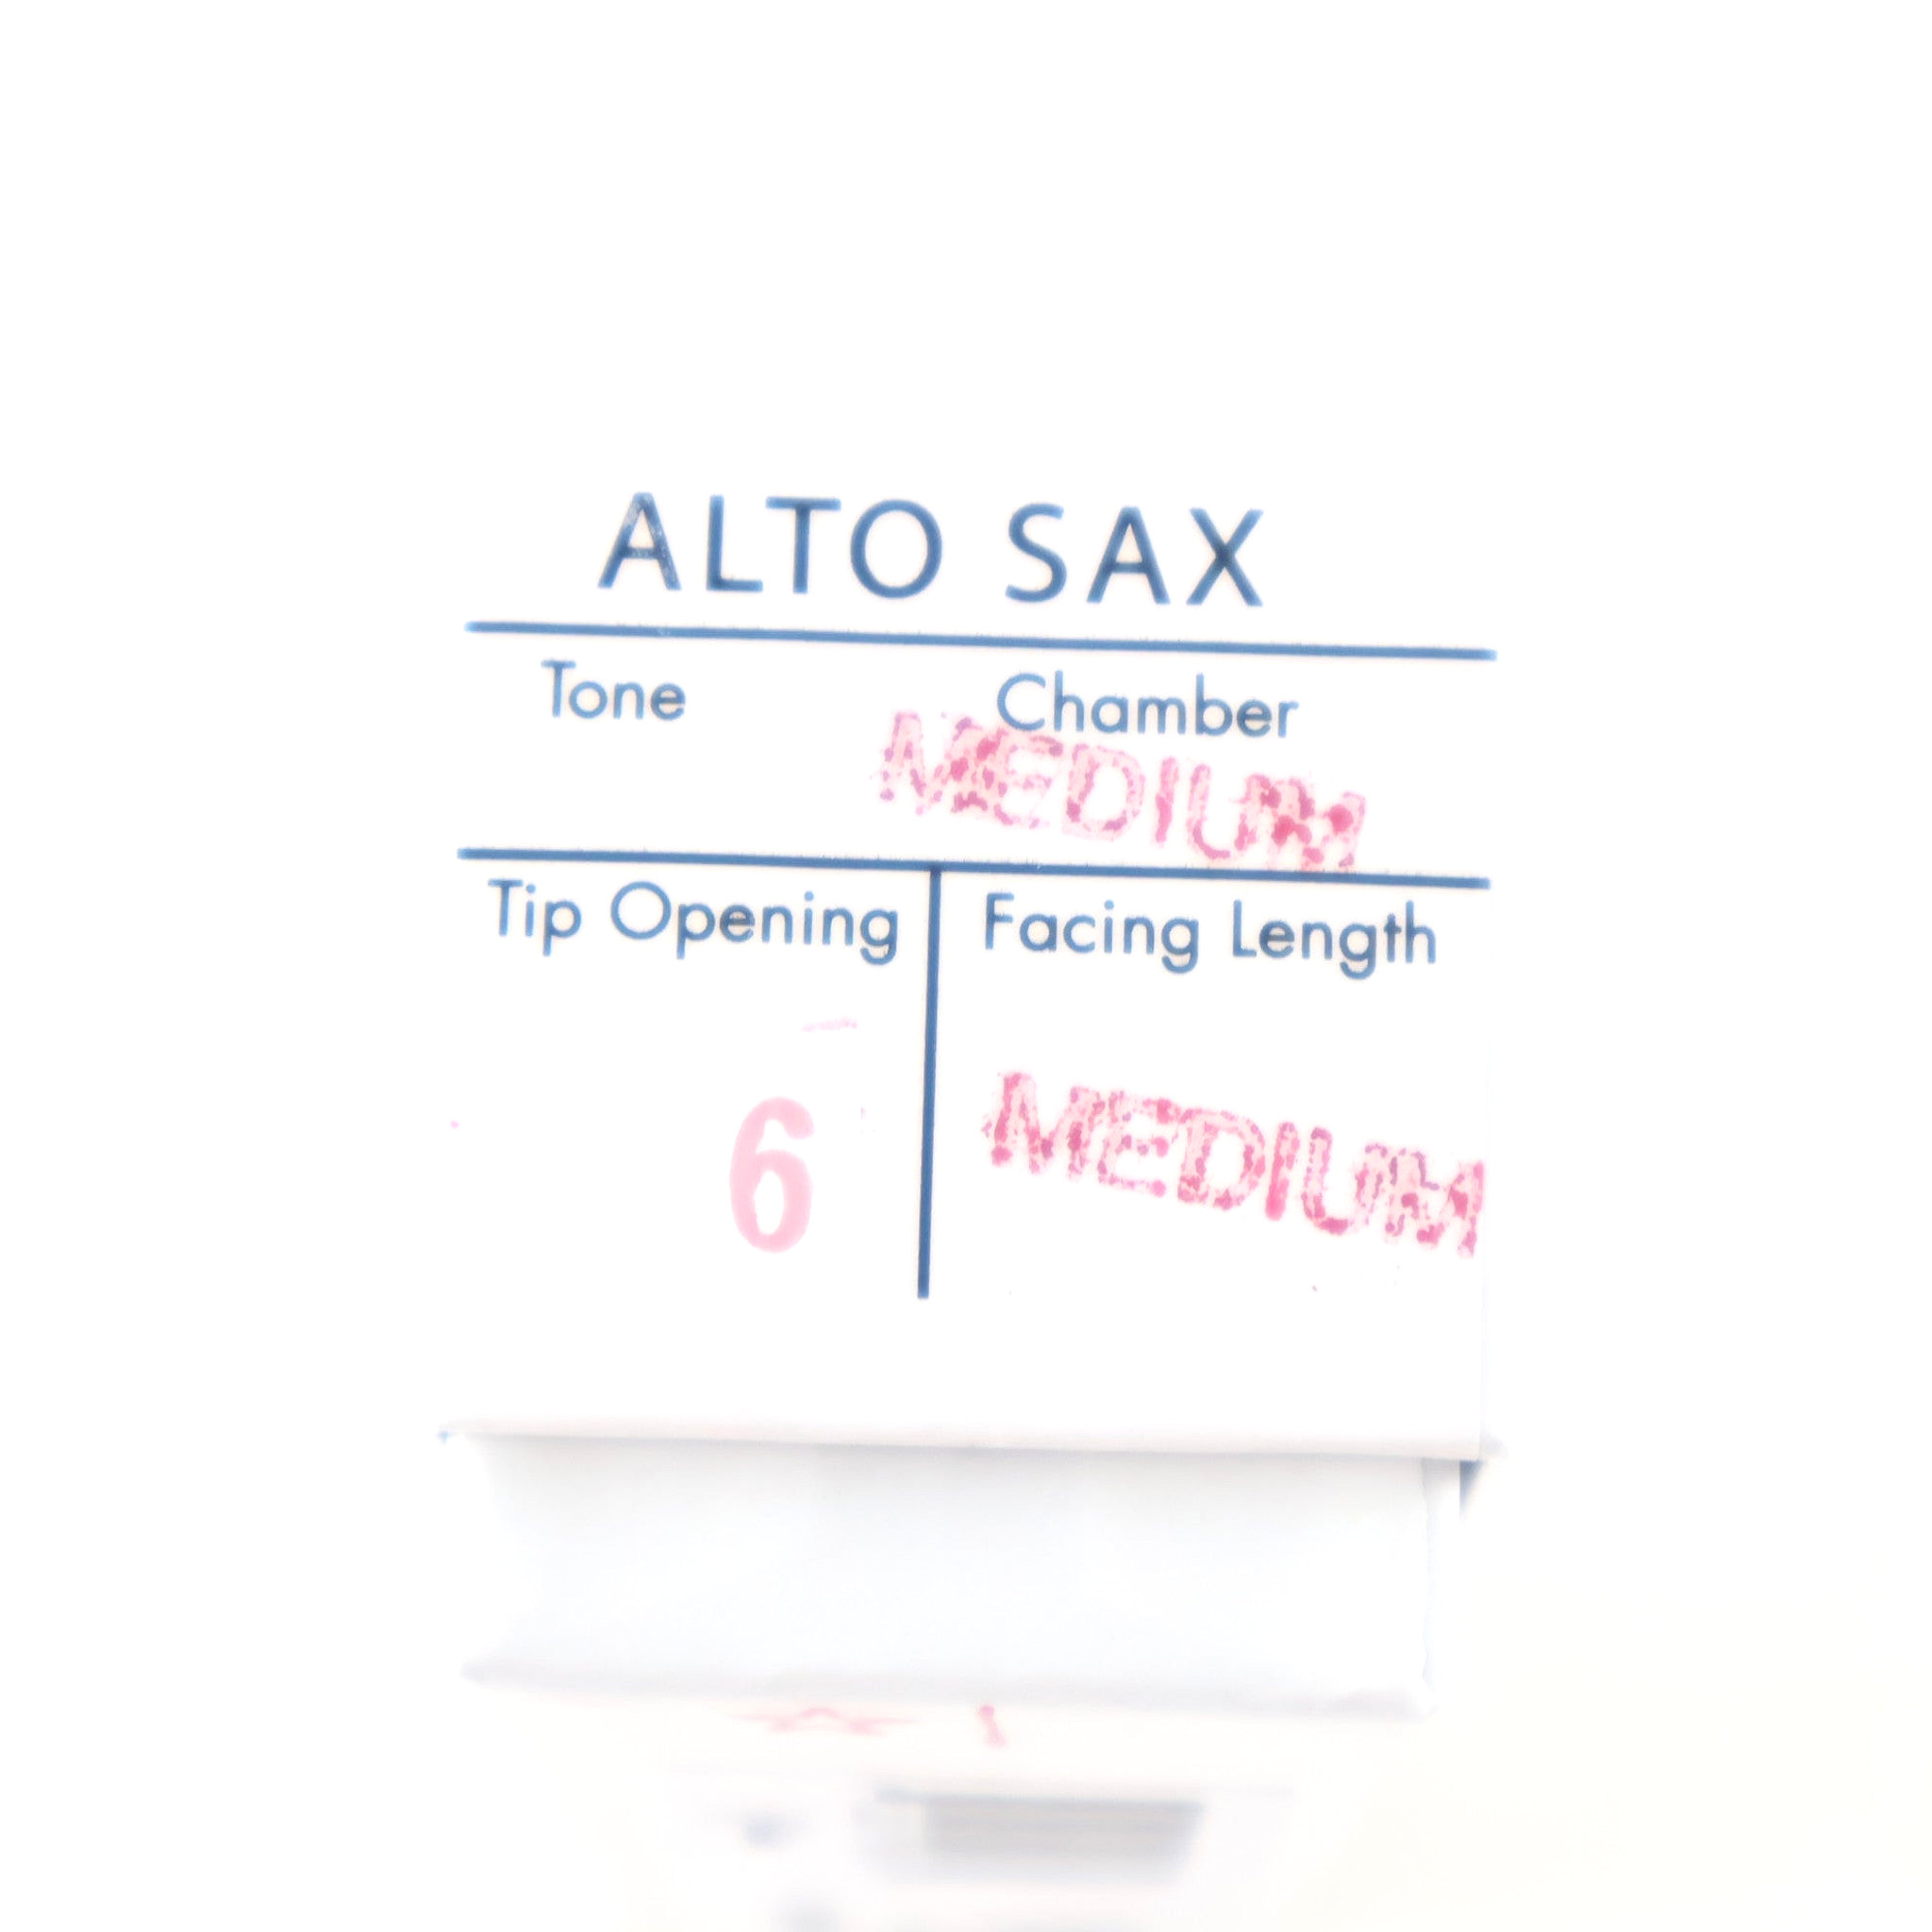 ALTO SAX
Tone Chamber
MEDIUM
Tip Opening Facing Length
6 MEDIUM